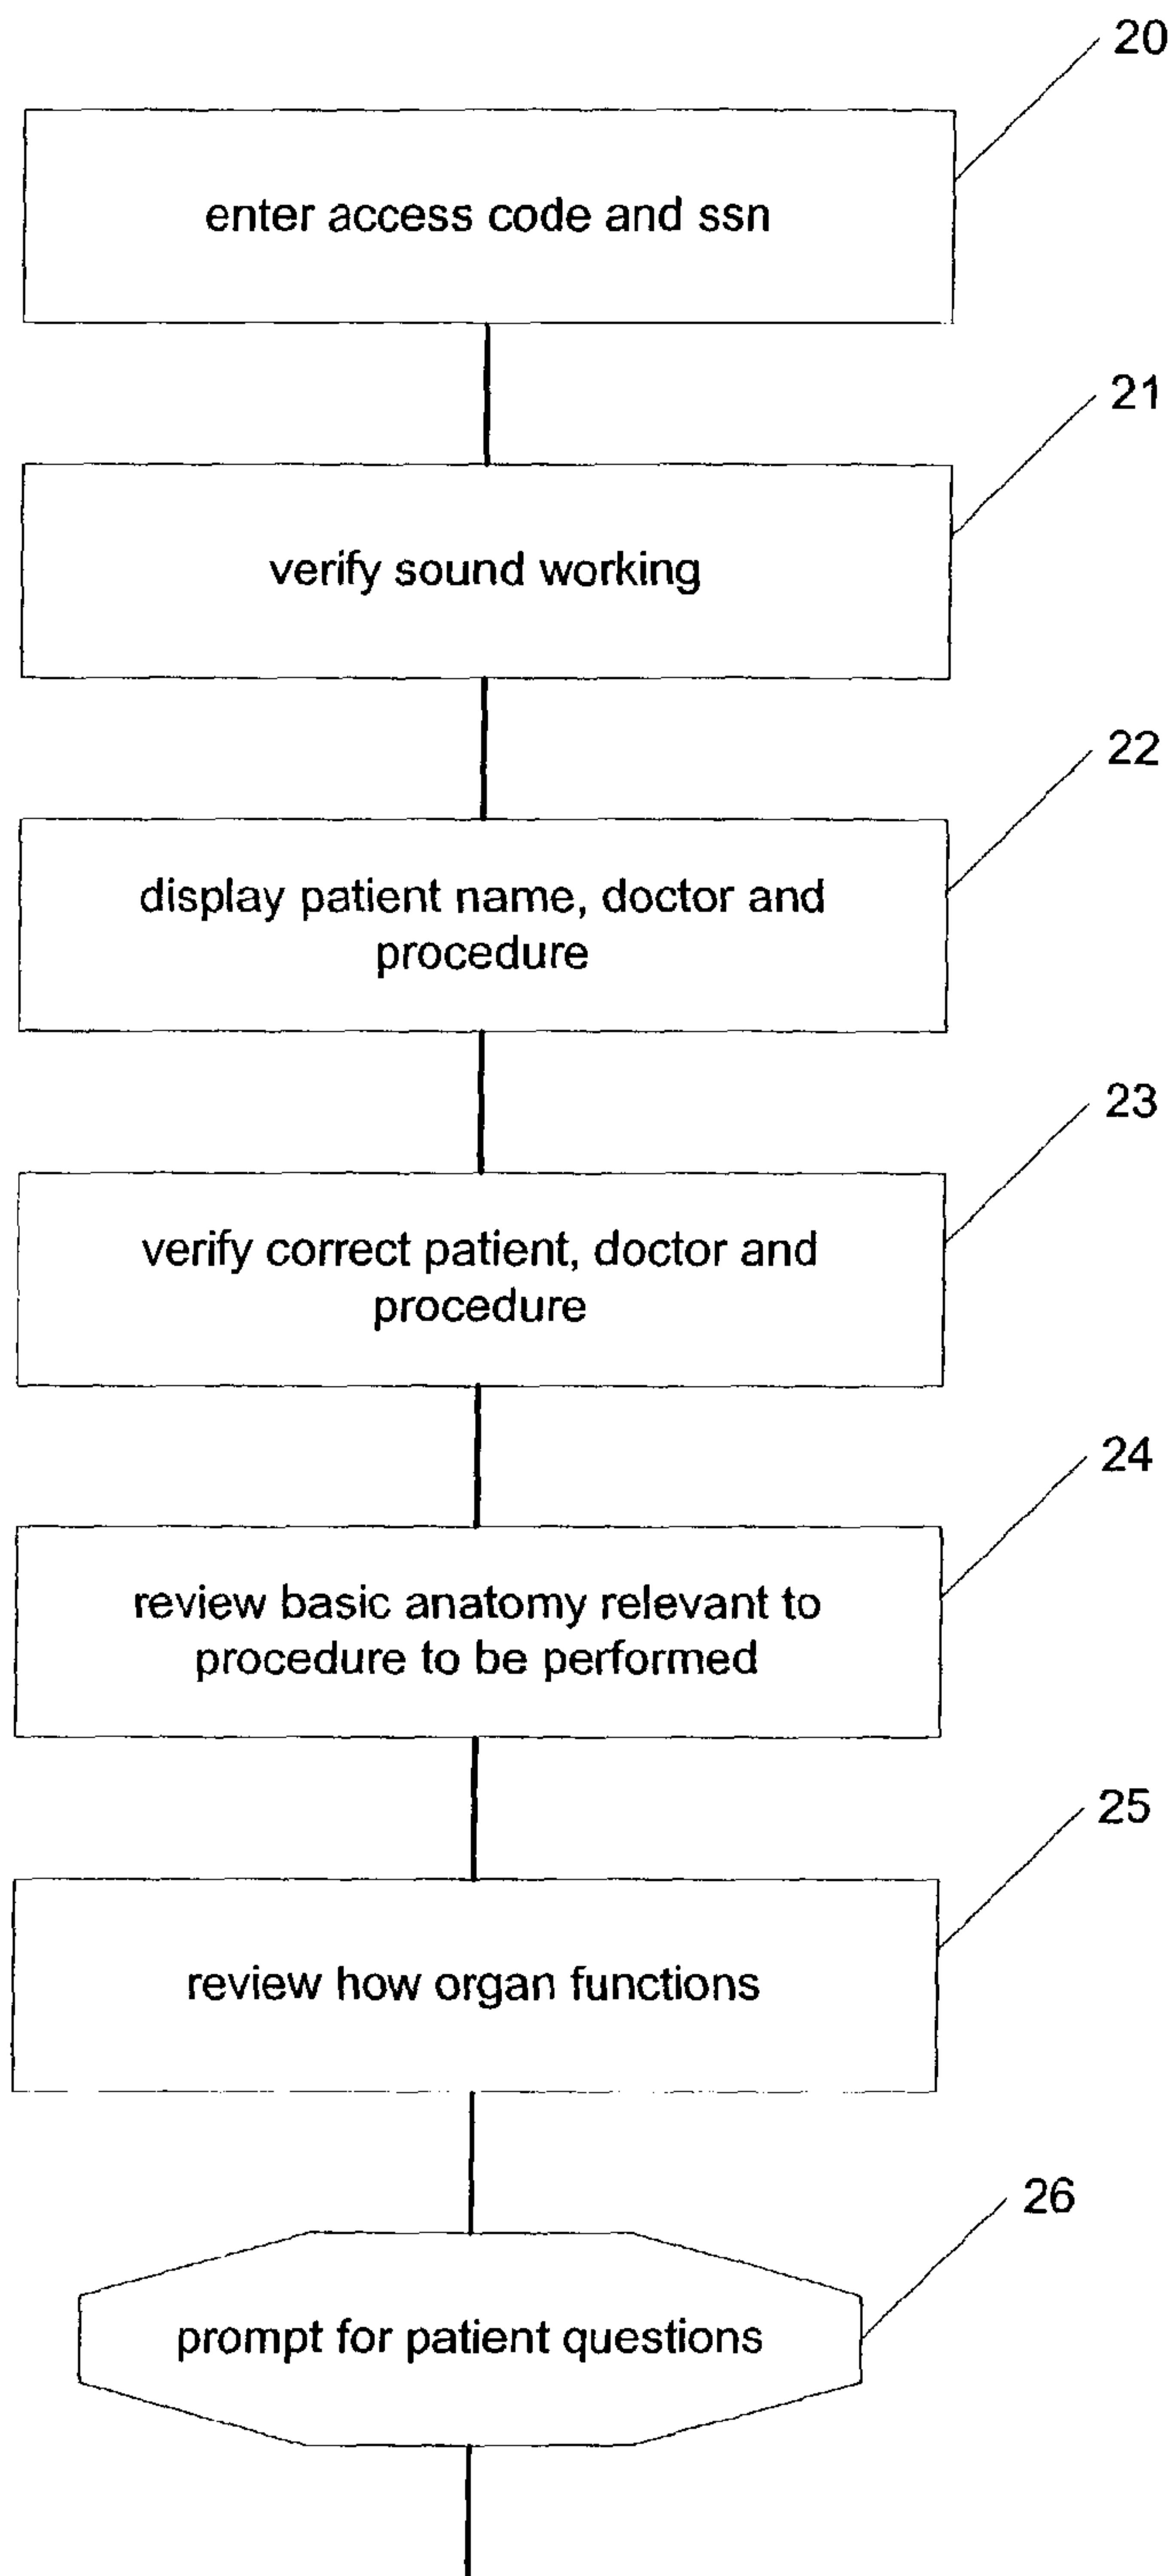 20
enter access code and ssn
21
verify sound working
22
display patient name, doctor and
procedure
23
verify correct patient, doctor and
procedure
24
review basic anatomy relevant to
procedure to be performed
25
review how organ functions
26
prompt for patient questions